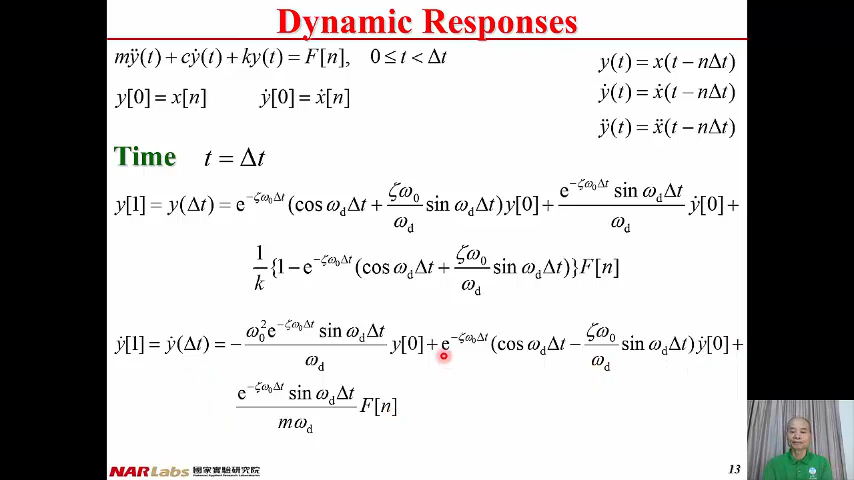 Dynamic Responses
mÿ(t) + cẏ(t) + ky(t) = F[n], 0 ≤ t < Δt
y(t) = x(t − nΔt)
ẏ(t) = ẋ(t − nΔt)
y[0] = x[n] ẏ[0] = ẋ[n]
ÿ(t) = ẍ(t − nΔt)
Time t = Δt
y[1] = y(Δt) = e^{−ζω₀Δt}(cos ω_dΔt + ζω₀/ω_d sin ω_dΔt)y[0] + e^{−ζω₀Δt} sin ω_dΔt/ω_d ẏ[0] +
1/k {1 − e^{−ζω₀Δt}(cos ω_dΔt + ζω₀/ω_d sin ω_dΔt)}F[n]
ẏ[1] = ẏ(Δt) = − ω₀²e^{−ζω₀Δt} sin ω_dΔt/ω_d y[0] + e^{−ζω₀Δt}(cos ω_dΔt − ζω₀/ω_d sin ω_dΔt)ẏ[0] +
e^{−ζω₀Δt} sin ω_dΔt/mω_d F[n]
NARLabs 國家實驗研究院
13